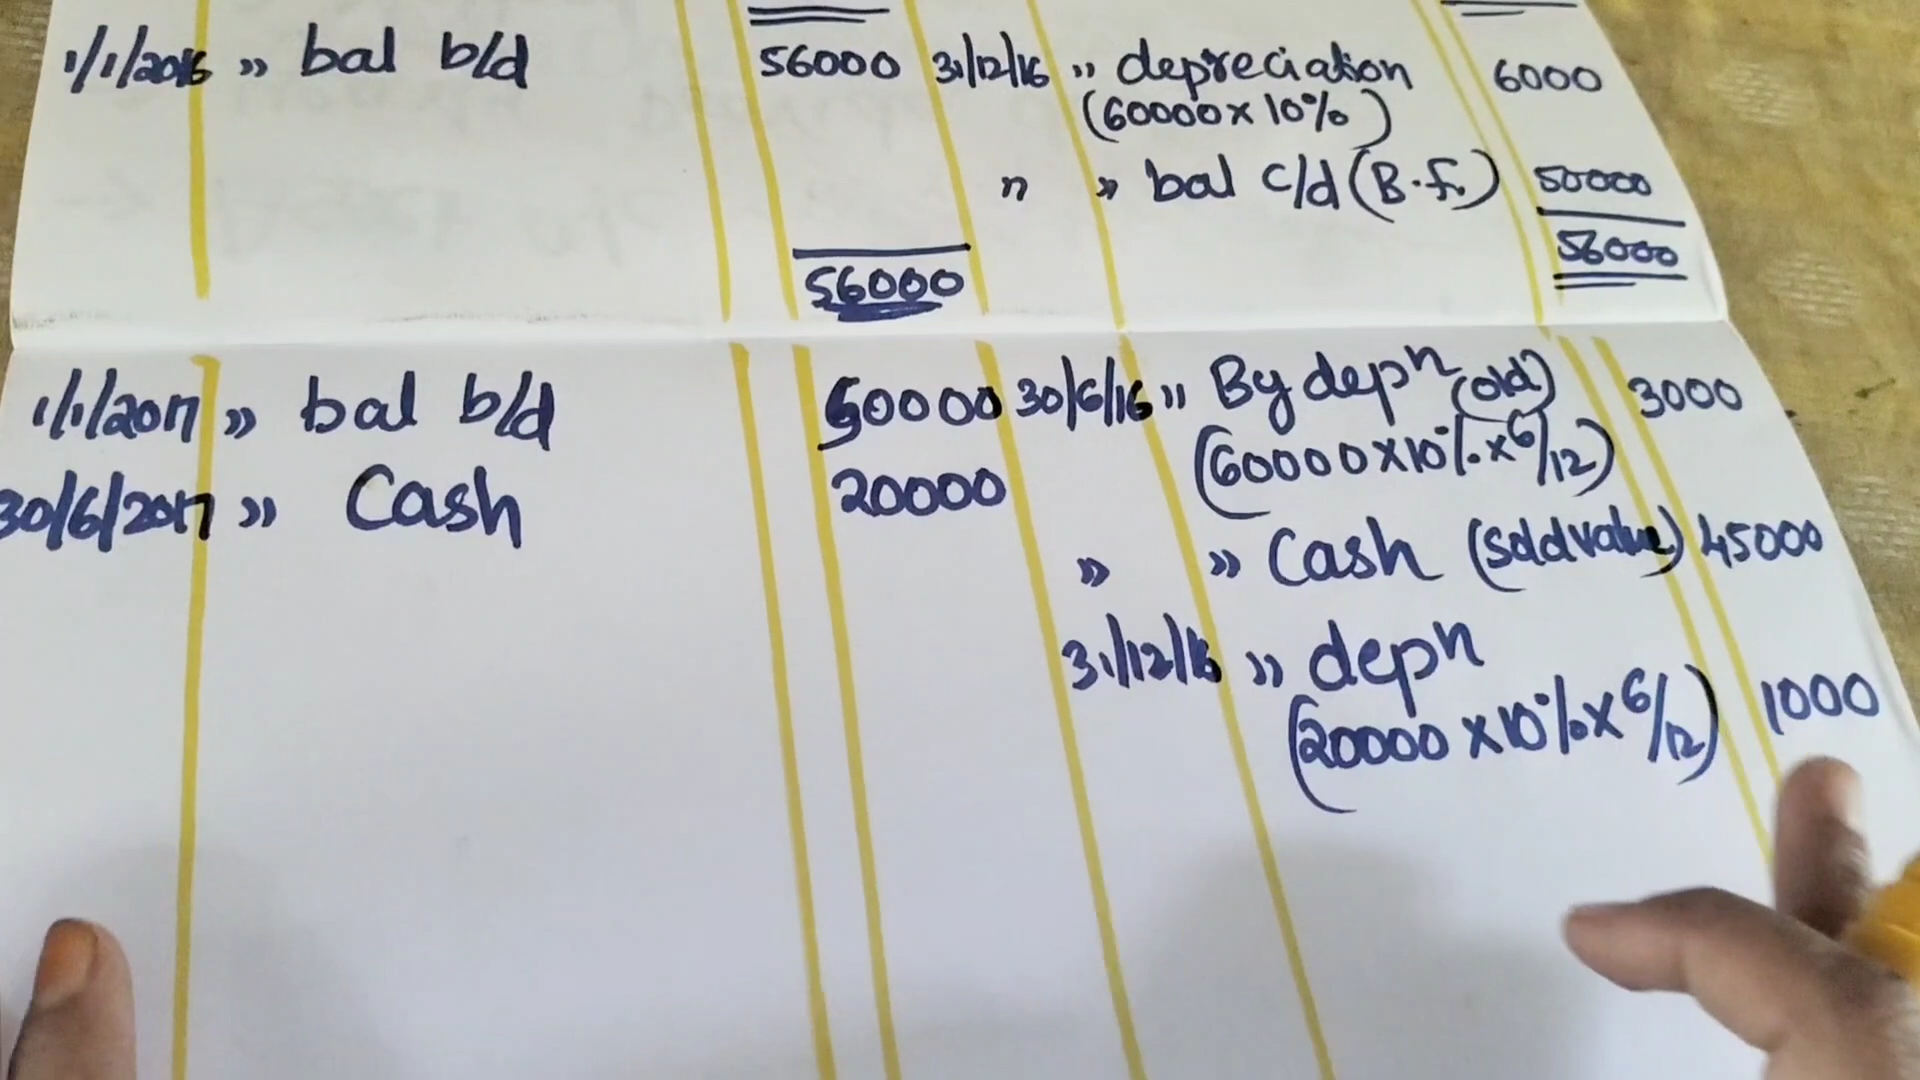 1/1/2016 ,, bal b/d 56000 31/12/16 ,, depreciation 6000
(60000 x 10%)
,, ,, bal c/d (B.f.) 50000
56000 56000
1/1/2017 ,, bal b/d 50000 30/6/16 ,, By depn (old) 3000
(60000 x 10% x 6/12)
30/6/2017 ,, Cash 20000
,, ,, Cash (sold value) 45000
31/12/16 ,, depn 1000
(20000 x 10% x 6/12)